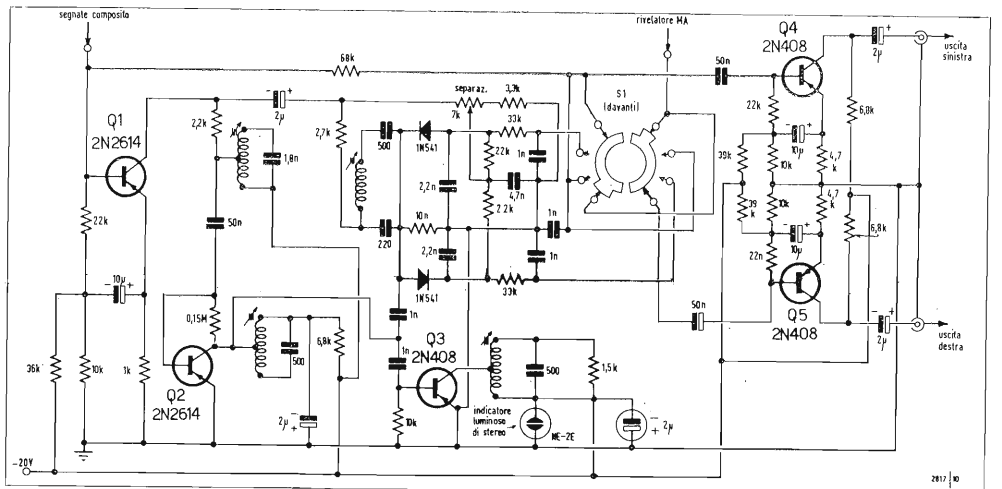 segnate composito
rivelatore MA
Q4
2N408
2µ
+
uscita
sinistra
68k
50n
S1
(davanti)
Q1
2N2614
2,2k
1,8n
-
+
2µ
2,7k
separaz.
7k
3,3k
33k
500
1N541
22k
1n
4,7n
2,2n
2.2k
22k
-
+
10µ
4,7
k
6,8k
39
k
10k
39
k
10k
4,7
k
6,8k
-
+
10µ
22n
22k
50n
10n
220
2,2n
1n
1n
1N541
33k
50n
Q5
2N408
2µ
+
uscita
destra
-
10µ
+
0,15M
500
6,8k
1n
1n
Q3
2N408
36k
10k
1k
Q2
2N2614
2µ
-
+
10k
500
1,5k
indicatore
luminoso
di stereo
NE-2E
-
+
2µ
-20V
2817 | 10